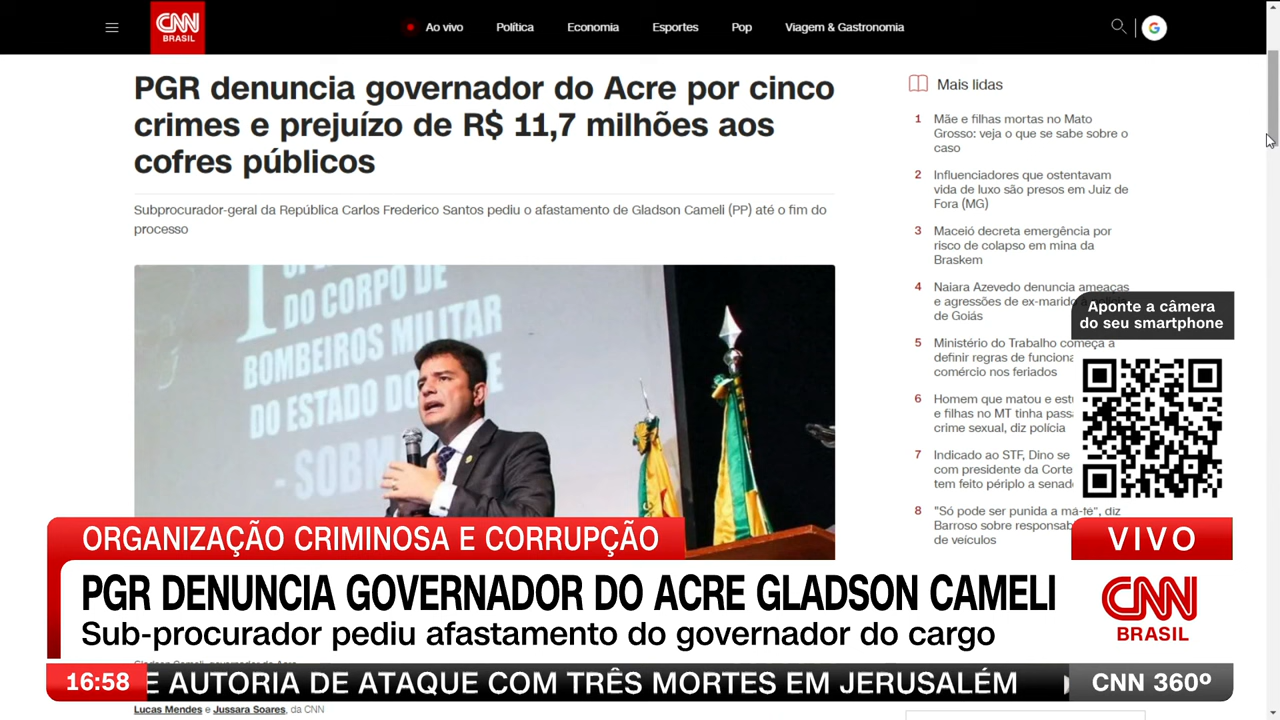 CNN
BRASIL
Ao vivo
Política
Economia
Esportes
Pop
Viagem & Gastronomia
G
PGR denuncia governador do Acre por cinco
crimes e prejuízo de R$ 11,7 milhões aos
cofres públicos
Subprocurador-geral da República Carlos Frederico Santos pediu o afastamento de Gladson Cameli (PP) até o fim do
processo
DO CORPO DE
BOMBEIROS MILITAR
DO ESTADO DO
Mais lidas
1 Mãe e filhas mortas no Mato
Grosso: veja o que se sabe sobre o
caso
2 Influenciadores que ostentavam
vida de luxo são presos em Juiz de
Fora (MG)
3 Maceió decreta emergência por
risco de colapso em mina da
Braskem
4 Naiara Azevedo denuncia ameaças
e agressões de ex-marido
de Goiás
5 Ministério do Trabalho começa a
definir regras de funciona
comércio nos feriados
6 Homem que matou e
e filhas no MT tinha
crime sexual, diz polícia
7 Indicado ao STF, Dino se
com presidente da Corte
tem feito périplo a
8 "Só pode ser punida a má-fé", diz
Barroso sobre
de veículos
Aponte a câmera
do seu smartphone
ORGANIZAÇÃO CRIMINOSA E CORRUPÇÃO
VIVO
PGR DENUNCIA GOVERNADOR DO ACRE GLADSON CAMELI
Sub-procurador pediu afastamento do governador do cargo
CNN
BRASIL
16:58
E AUTORIA DE ATAQUE COM TRÊS MORTES EM JERUSALÉM
CNN 360º
Lucas Mendes e Jussara Soares, da CNN